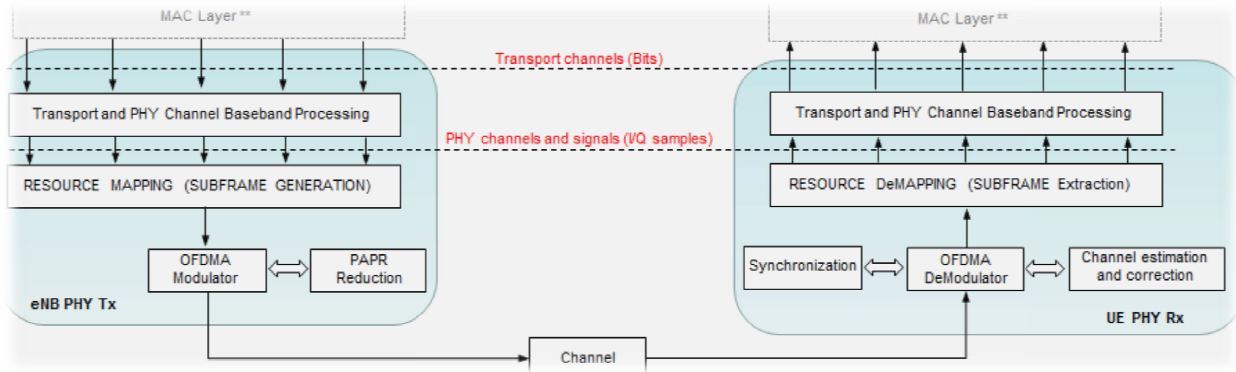 MAC Layer **
MAC Layer **
Transport channels (Bits)
Transport and PHY Channel Baseband Processing
Transport and PHY Channel Baseband Processing
PHY channels and signals (I/Q samples)
RESOURCE MAPPING (SUBFRAME GENERATION)
RESOURCE DeMAPPING (SUBFRAME Extraction)
OFDMA
Modulator
PAPR
Reduction
Synchronization
OFDMA
DeModulator
Channel estimation
and correction
eNB PHY Tx
UE PHY Rx
Channel